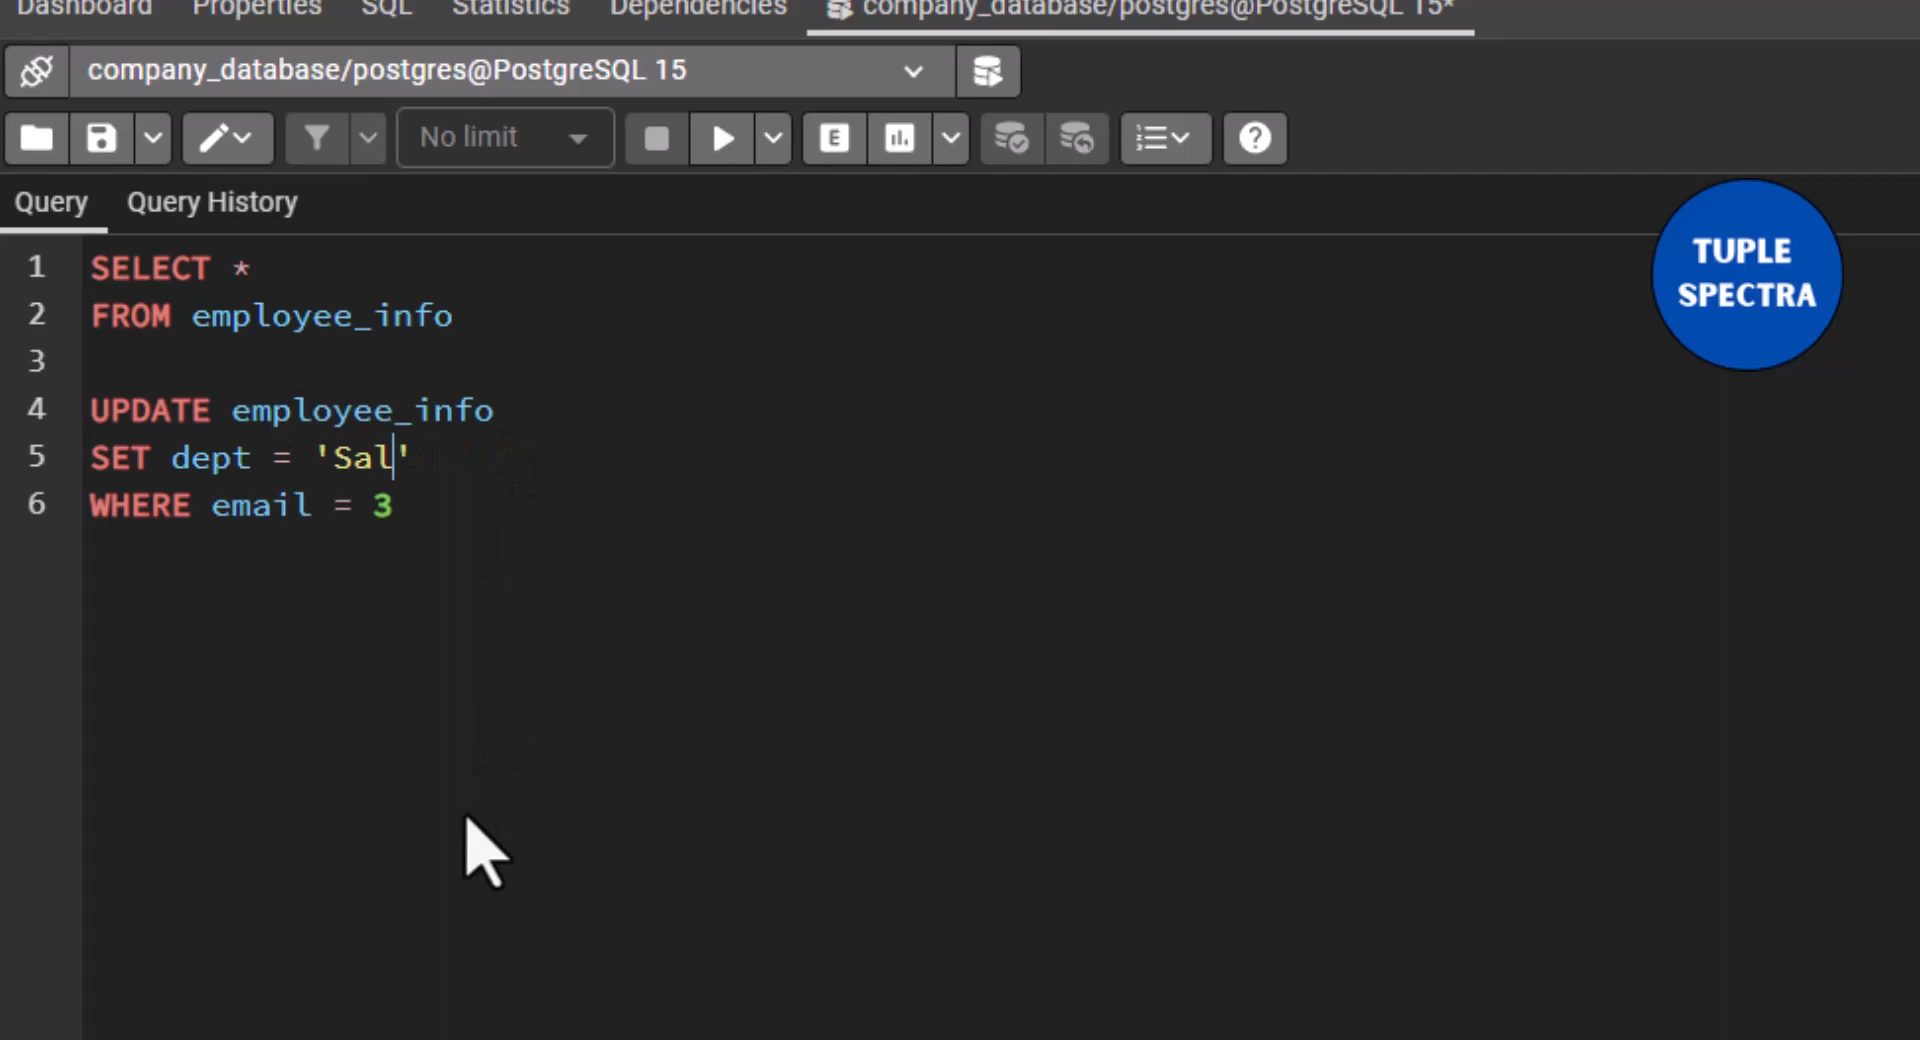 Dashboard Properties SQL Statistics Dependencies company_database/postgres@PostgreSQL 15*
company_database/postgres@PostgreSQL 15
No limit E ?
Query Query History
TUPLE
SPECTRA
1 SELECT *
2 FROM employee_info
3
4 UPDATE employee_info
5 SET dept = 'Sal'
6 WHERE email = 3